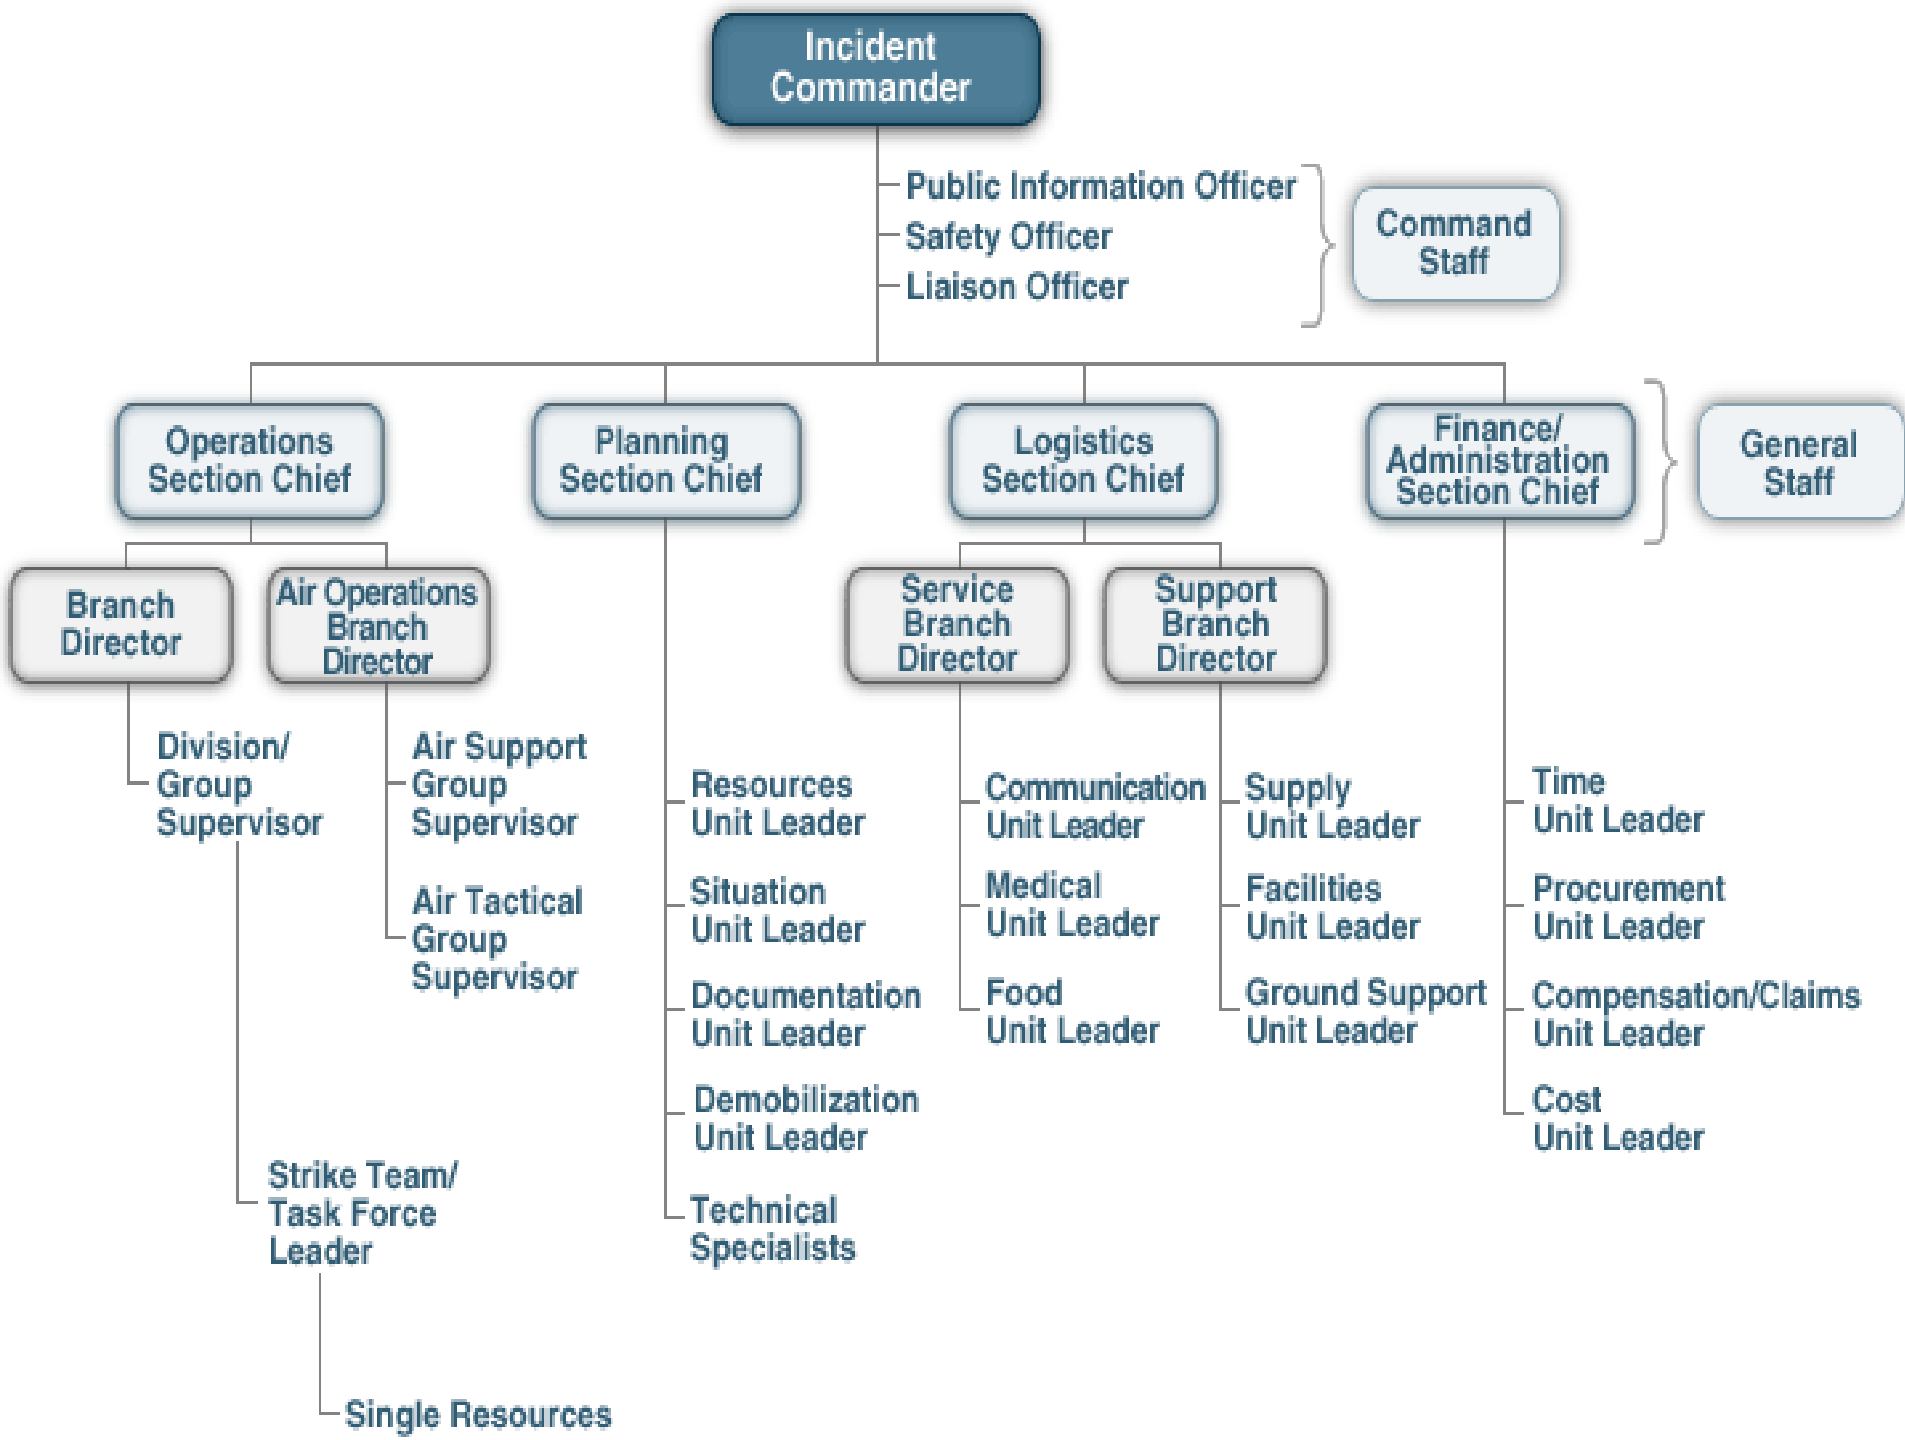 Incident
Commander
Public Information Officer
Safety Officer
Liaison Officer
Command
Staff
Operations
Section Chief
Planning
Section Chief
Logistics
Section Chief
Finance/
Administration
Section Chief
General
Staff
Branch
Director
Air Operations
Branch
Director
Service
Branch
Director
Support
Branch
Director
Division/
Group
Supervisor
Air Support
Group
Supervisor
Air Tactical
Group
Supervisor
Strike Team/
Task Force
Leader
Single Resources
Resources
Unit Leader
Situation
Unit Leader
Documentation
Unit Leader
Demobilization
Unit Leader
Technical
Specialists
Communication
Unit Leader
Medical
Unit Leader
Food
Unit Leader
Supply
Unit Leader
Facilities
Unit Leader
Ground Support
Unit Leader
Time
Unit Leader
Procurement
Unit Leader
Compensation/Claims
Unit Leader
Cost
Unit Leader